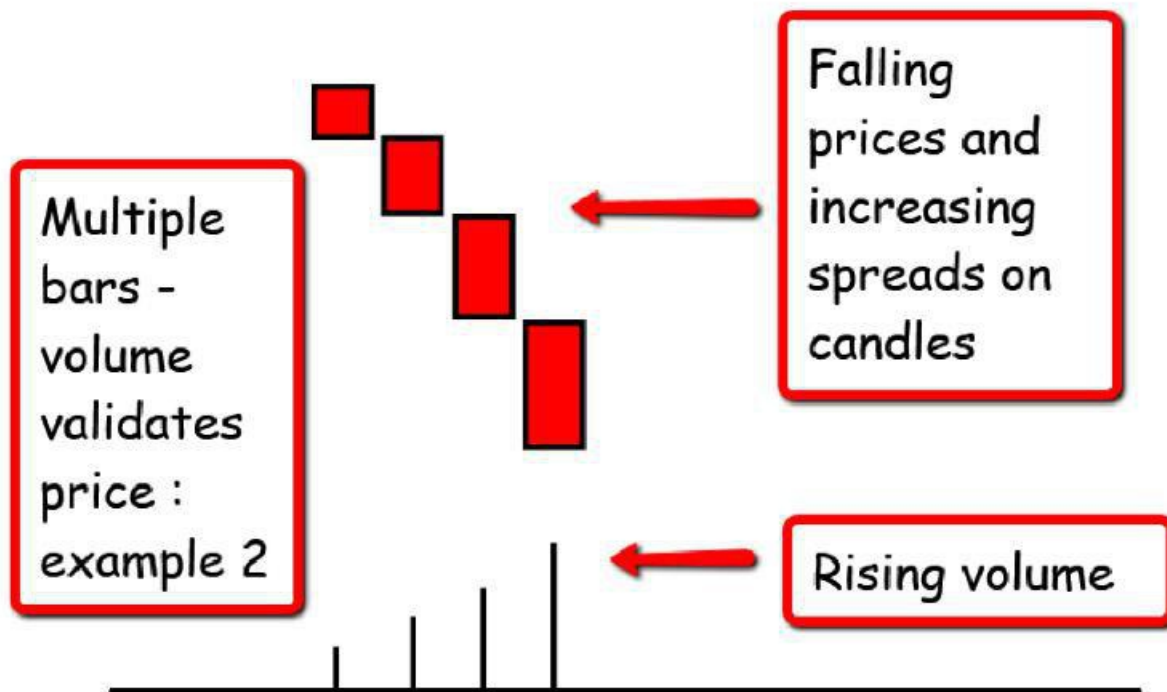 Multiple
bars -
volume
validates
price :
example 2
Falling
prices and
increasing
spreads on
candles
Rising volume